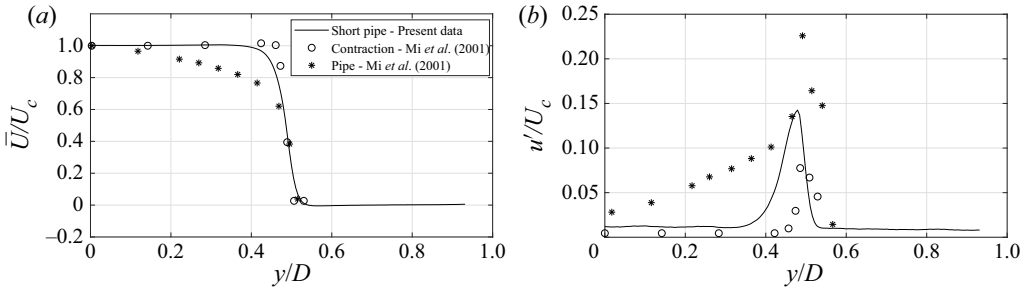 (a)
1.0
0.8
0.6
0.4
0.2
0
–0.2
U̅/U_c
0
0.2
0.4
0.6
0.8
1.0
y/D
Short pipe - Present data
Contraction - Mi et al. (2001)
Pipe - Mi et al. (2001)
(b)
0.25
0.20
0.15
0.10
0.05
u′/U_c
0
0.2
0.4
0.6
0.8
1.0
y/D